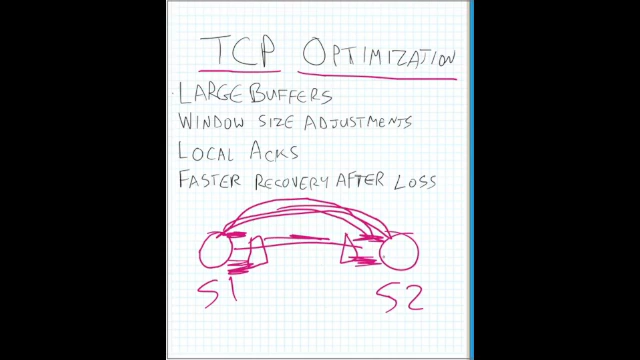 TCP OPTIMIZATION
LARGE BUFFERS
WINDOW SIZE ADJUSTMENTS
LOCAL ACKS
FASTER RECOVERY AFTER LOSS
S1 S2